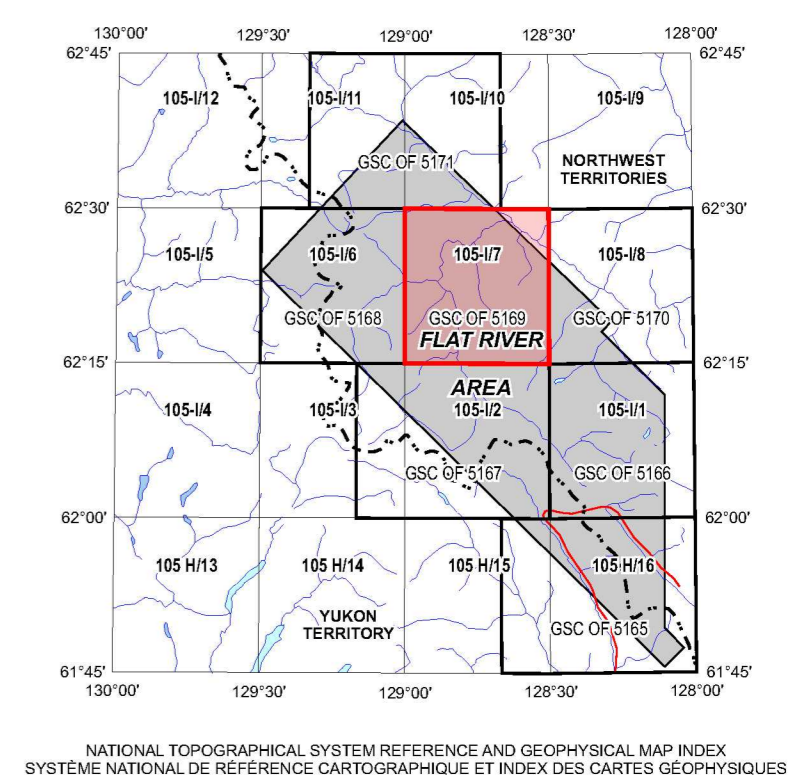 130°00' 129°30' 129°00' 128°30' 128°00'
62°45' 62°45'
105-I/12 105-I/11 105-I/10 105-I/9
GSC OF 5171
NORTHWEST
TERRITORIES
62°30' 62°30'
105-I/5 105-I/6 105-I/7 105-I/8
GSC OF 5168 GSC OF 5169 GSC OF 5170
FLAT RIVER
62°15' 62°15'
AREA
105-I/4 105-I/3 105-I/2 105-I/1
GSC OF 5167 GSC OF 5166
62°00' 62°00'
105 H/13 105 H/14 105 H/15 105 H/16
YUKON
TERRITORY
GSC OF 5165
61°45' 61°45'
130°00' 129°30' 129°00' 128°30' 128°00'
NATIONAL TOPOGRAPHICAL SYSTEM REFERENCE AND GEOPHYSICAL MAP INDEX
SYSTÈME NATIONAL DE RÉFÉRENCE CARTOGRAPHIQUE ET INDEX DES CARTES GÉOPHYSIQUES